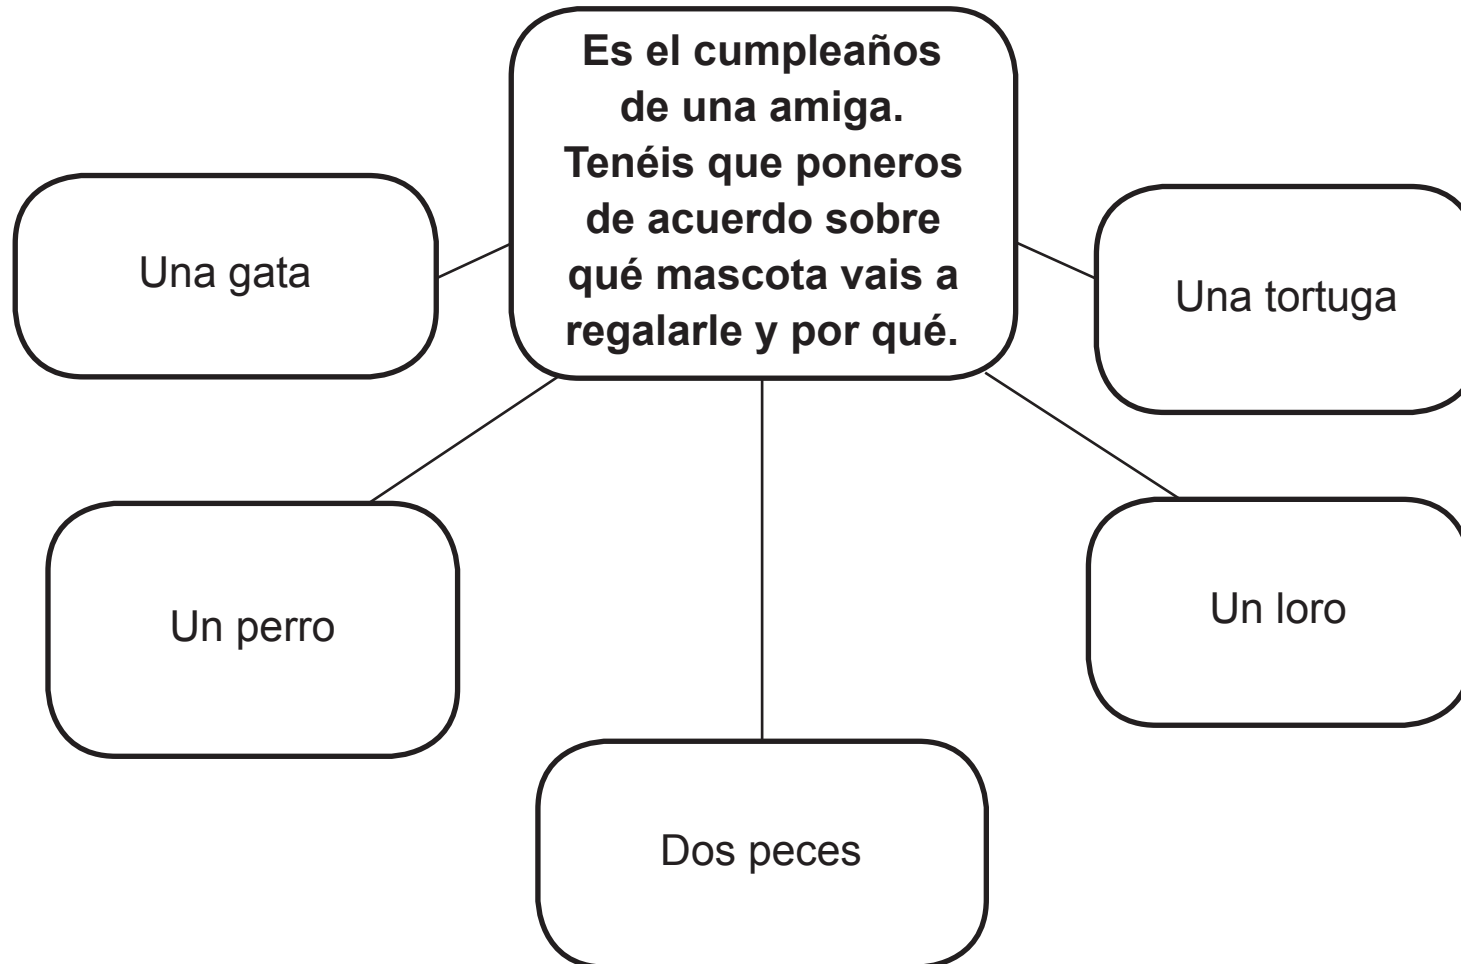 Es el cumpleaños
de una amiga.
Tenéis que poneros
de acuerdo sobre
qué mascota vais a
regalarle y por qué.
Una gata
Una tortuga
Un perro
Un loro
Dos peces